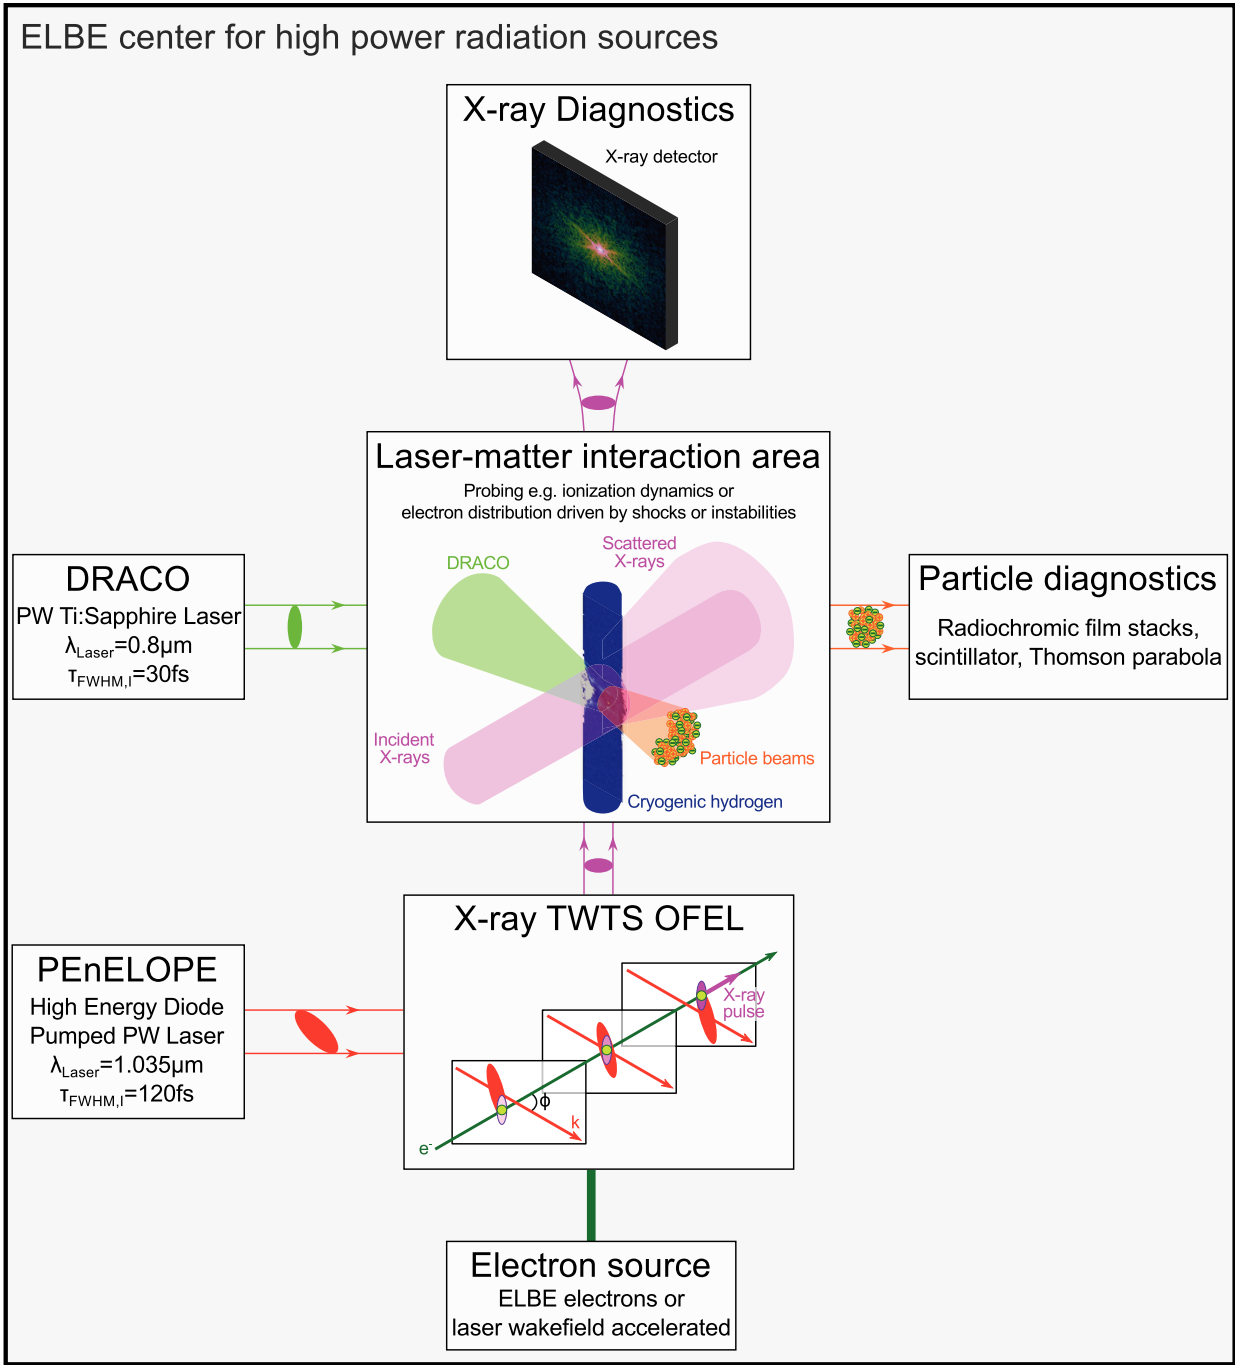 ELBE center for high power radiation sources
X-ray Diagnostics
X-ray detector
Laser-matter interaction area
Probing e.g. ionization dynamics or
electron distribution driven by shocks or instabilities
DRACO
Scattered
X-rays
Incident
X-rays
Particle beams
Cryogenic hydrogen
DRACO
PW Ti:Sapphire Laser
λLaser=0.8µm
τFWHM,I=30fs
Particle diagnostics
Radiochromic film stacks,
scintillator, Thomson parabola
X-ray TWTS OFEL
X-ray
pulse
ϕ
k
e-
PEnELOPE
High Energy Diode
Pumped PW Laser
λLaser=1.035µm
τFWHM,I=120fs
Electron source
ELBE electrons or
laser wakefield accelerated